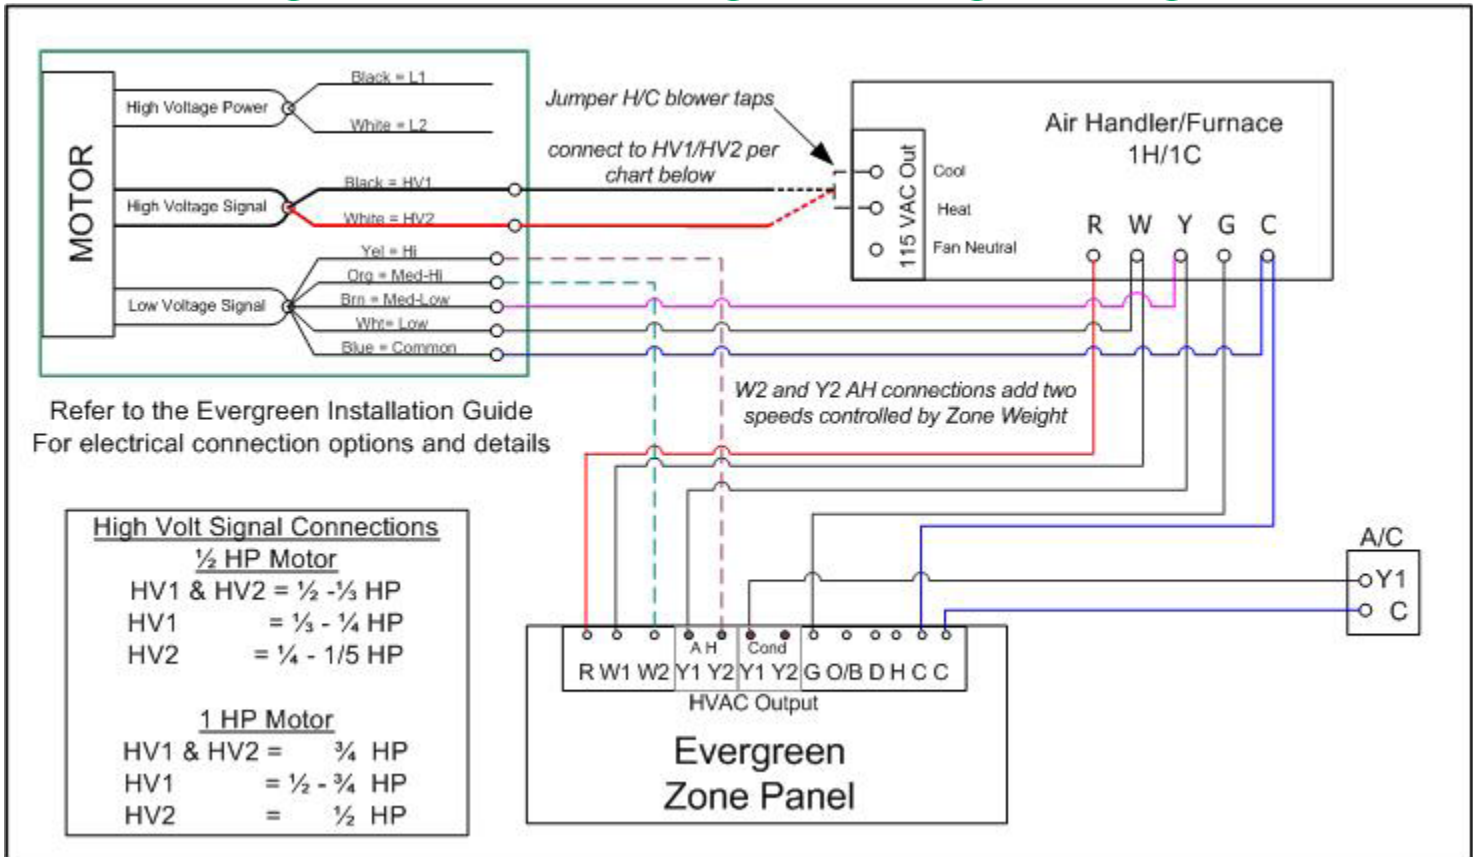 MOTOR
High Voltage Power
Black = L1
White = L2
High Voltage Signal
Black = HV1
White = HV2
Low Voltage Signal
Yel = Hi
Org = Med-Hi
Brn = Med-Low
Wht= Low
Blue = Common
Jumper H/C blower taps
connect to HV1/HV2 per
chart below
115 VAC Out
Cool
Heat
Fan Neutral
Air Handler/Furnace
1H/1C
R W Y G C
Refer to the Evergreen Installation Guide
For electrical connection options and details
W2 and Y2 AH connections add two
speeds controlled by Zone Weight
High Volt Signal Connections
½ HP Motor
HV1 & HV2 = ½ -⅓ HP
HV1 = ⅓ - ¼ HP
HV2 = ¼ - 1/5 HP
1 HP Motor
HV1 & HV2 = ¾ HP
HV1 = ½ - ¾ HP
HV2 = ½ HP
A/C
Y1
C
A H Cond
R W1 W2 Y1 Y2 Y1 Y2 G O/B D H C C
HVAC Output
Evergreen
Zone Panel